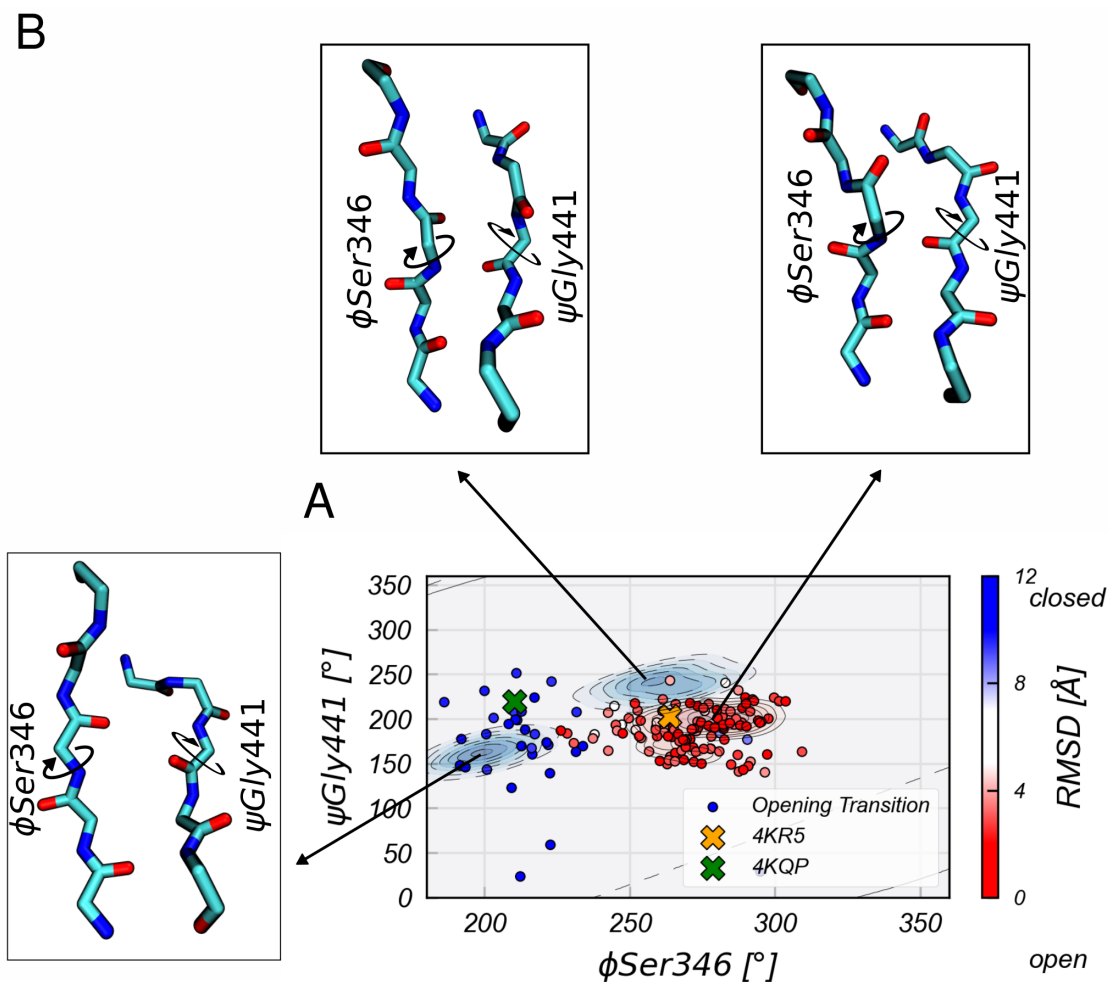 B
ϕSer346
ψGly441
ϕSer346
ψGly441
A
ϕSer346
ψGly441
ψGly441 [°]
350
300
250
200
150
100
50
0
200
250
300
350
ϕSer346 [°]
Opening Transition
4KR5
4KQP
12
8
4
0
closed
RMSD [Å]
open